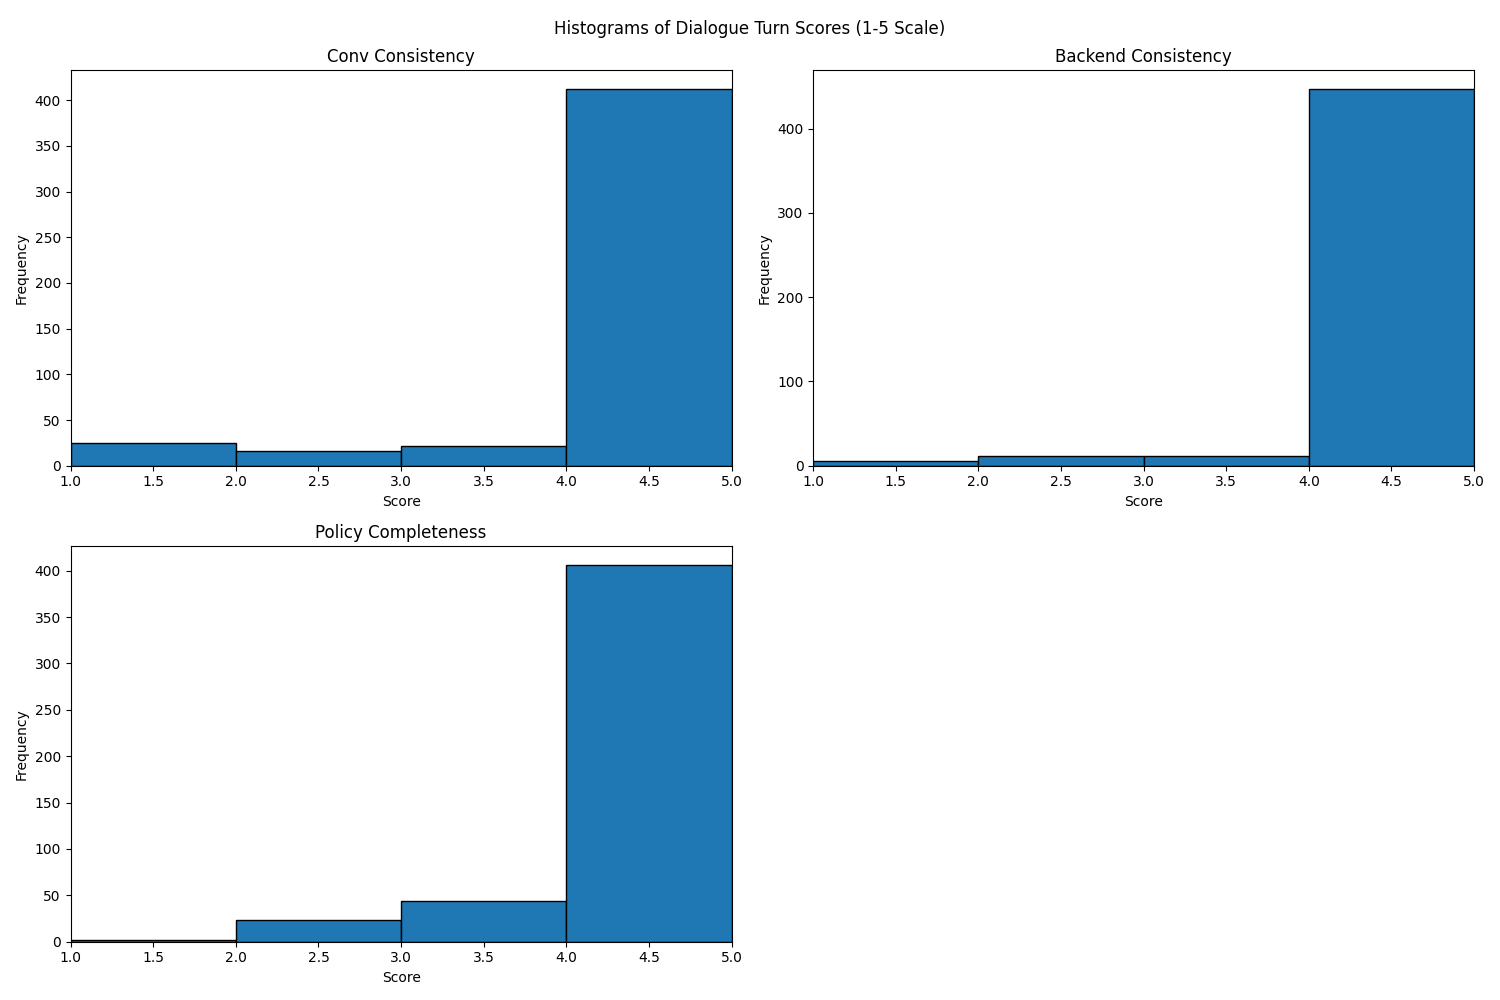 Histograms of Dialogue Turn Scores (1-5 Scale)
Conv Consistency
Frequency
400
350
300
250
200
150
100
50
0
1.0 1.5 2.0 2.5 3.0 3.5 4.0 4.5 5.0
Score
Backend Consistency
Frequency
400
300
200
100
0
1.0 1.5 2.0 2.5 3.0 3.5 4.0 4.5 5.0
Score
Policy Completeness
Frequency
400
350
300
250
200
150
100
50
0
1.0 1.5 2.0 2.5 3.0 3.5 4.0 4.5 5.0
Score